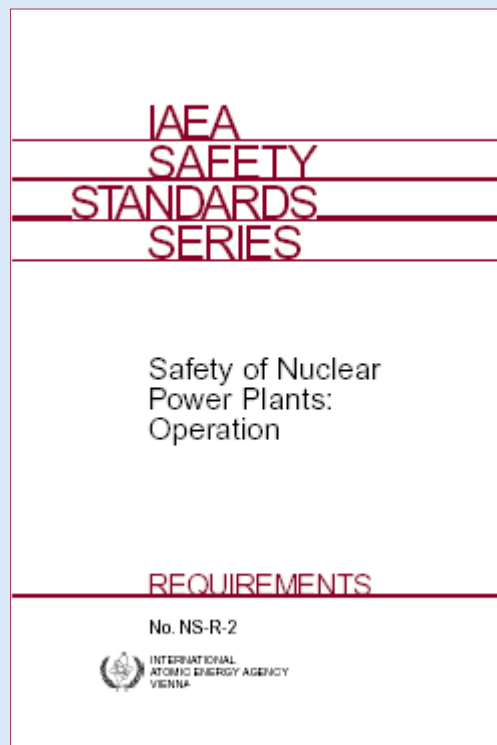 IAEA
SAFETY
STANDARDS
SERIES
Safety of Nuclear
Power Plants:
Operation
REQUIREMENTS
No. NS-R-2
INTERNATIONAL
ATOMIC ENERGY AGENCY
VIENNA